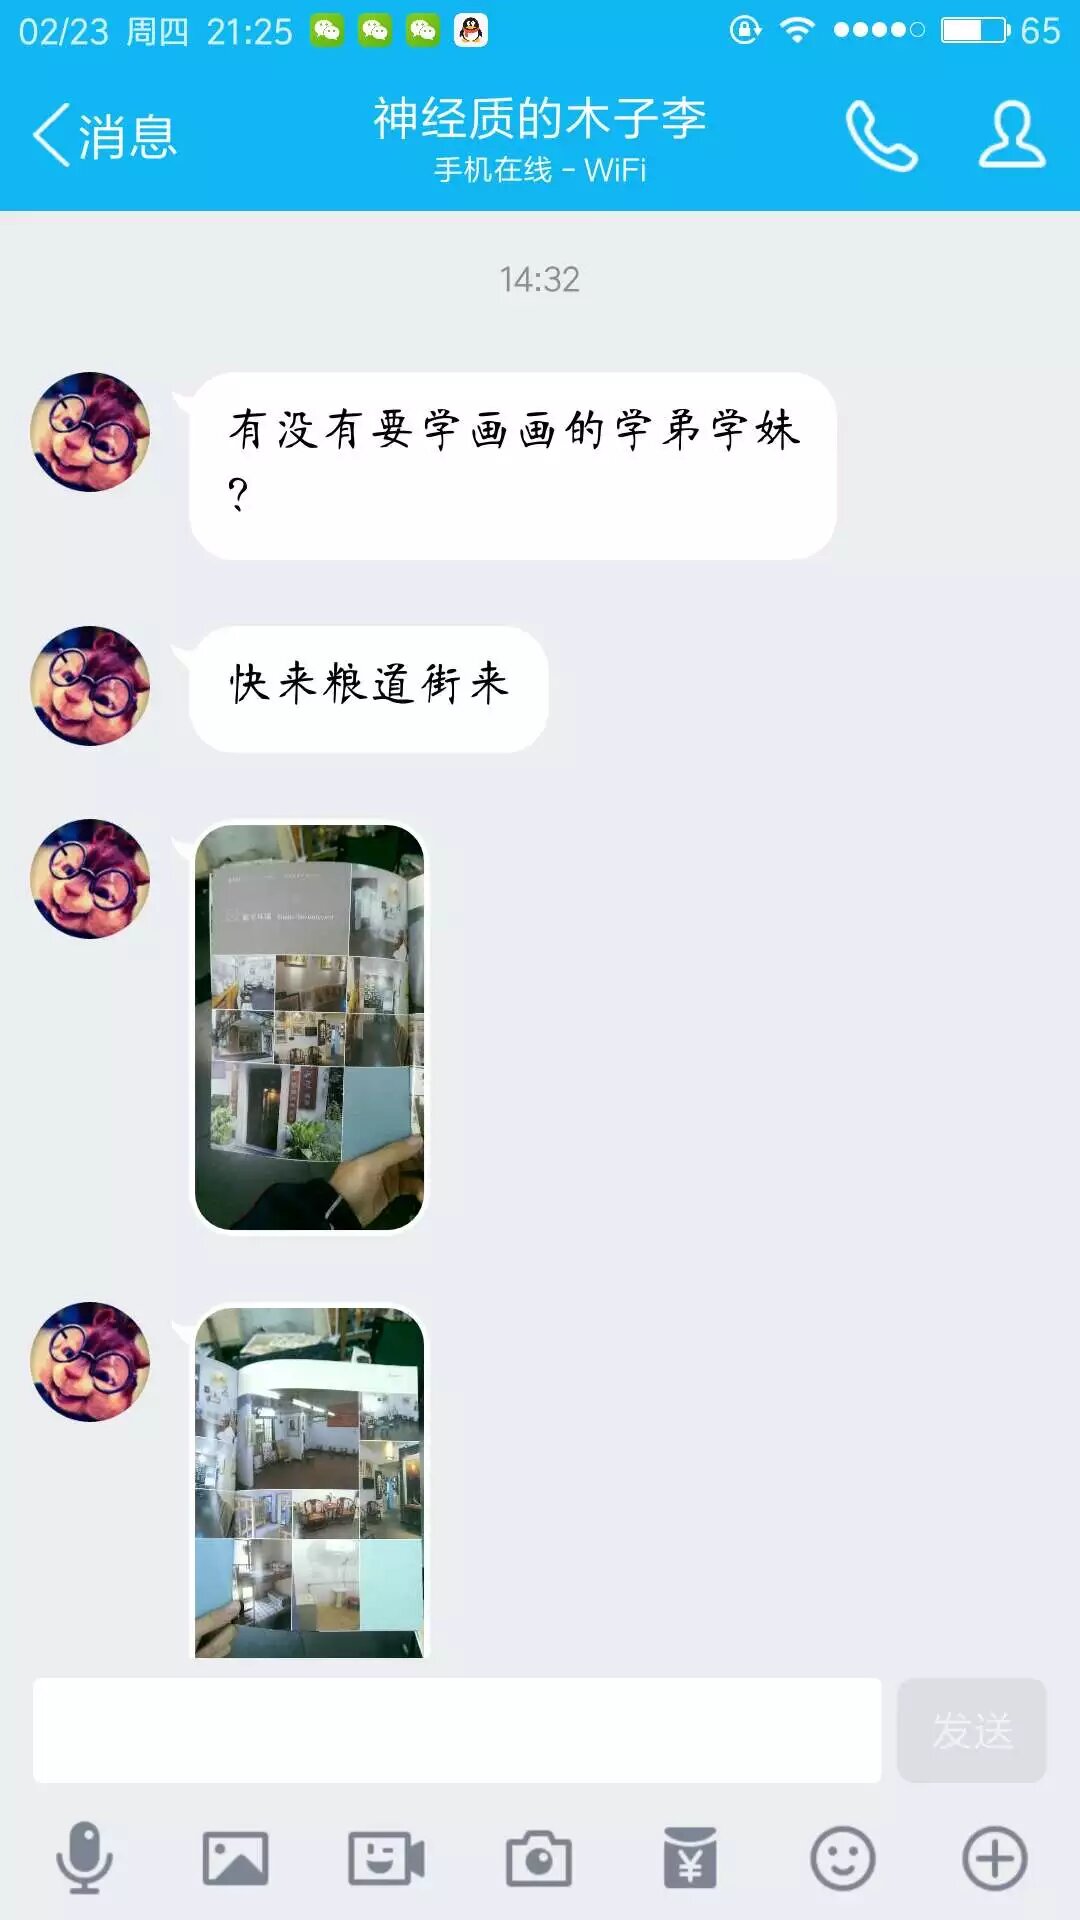 02/23 周四 21:25
65
消息
神经质的木子李
手机在线 - WiFi
14:32
有没有要学画画的学弟学妹
?
快来粮道街来
发送